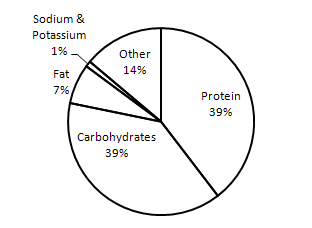 Sodium &
Potassium
1%
Other
14%
Fat
7%
Protein
39%
Carbohydrates
39%